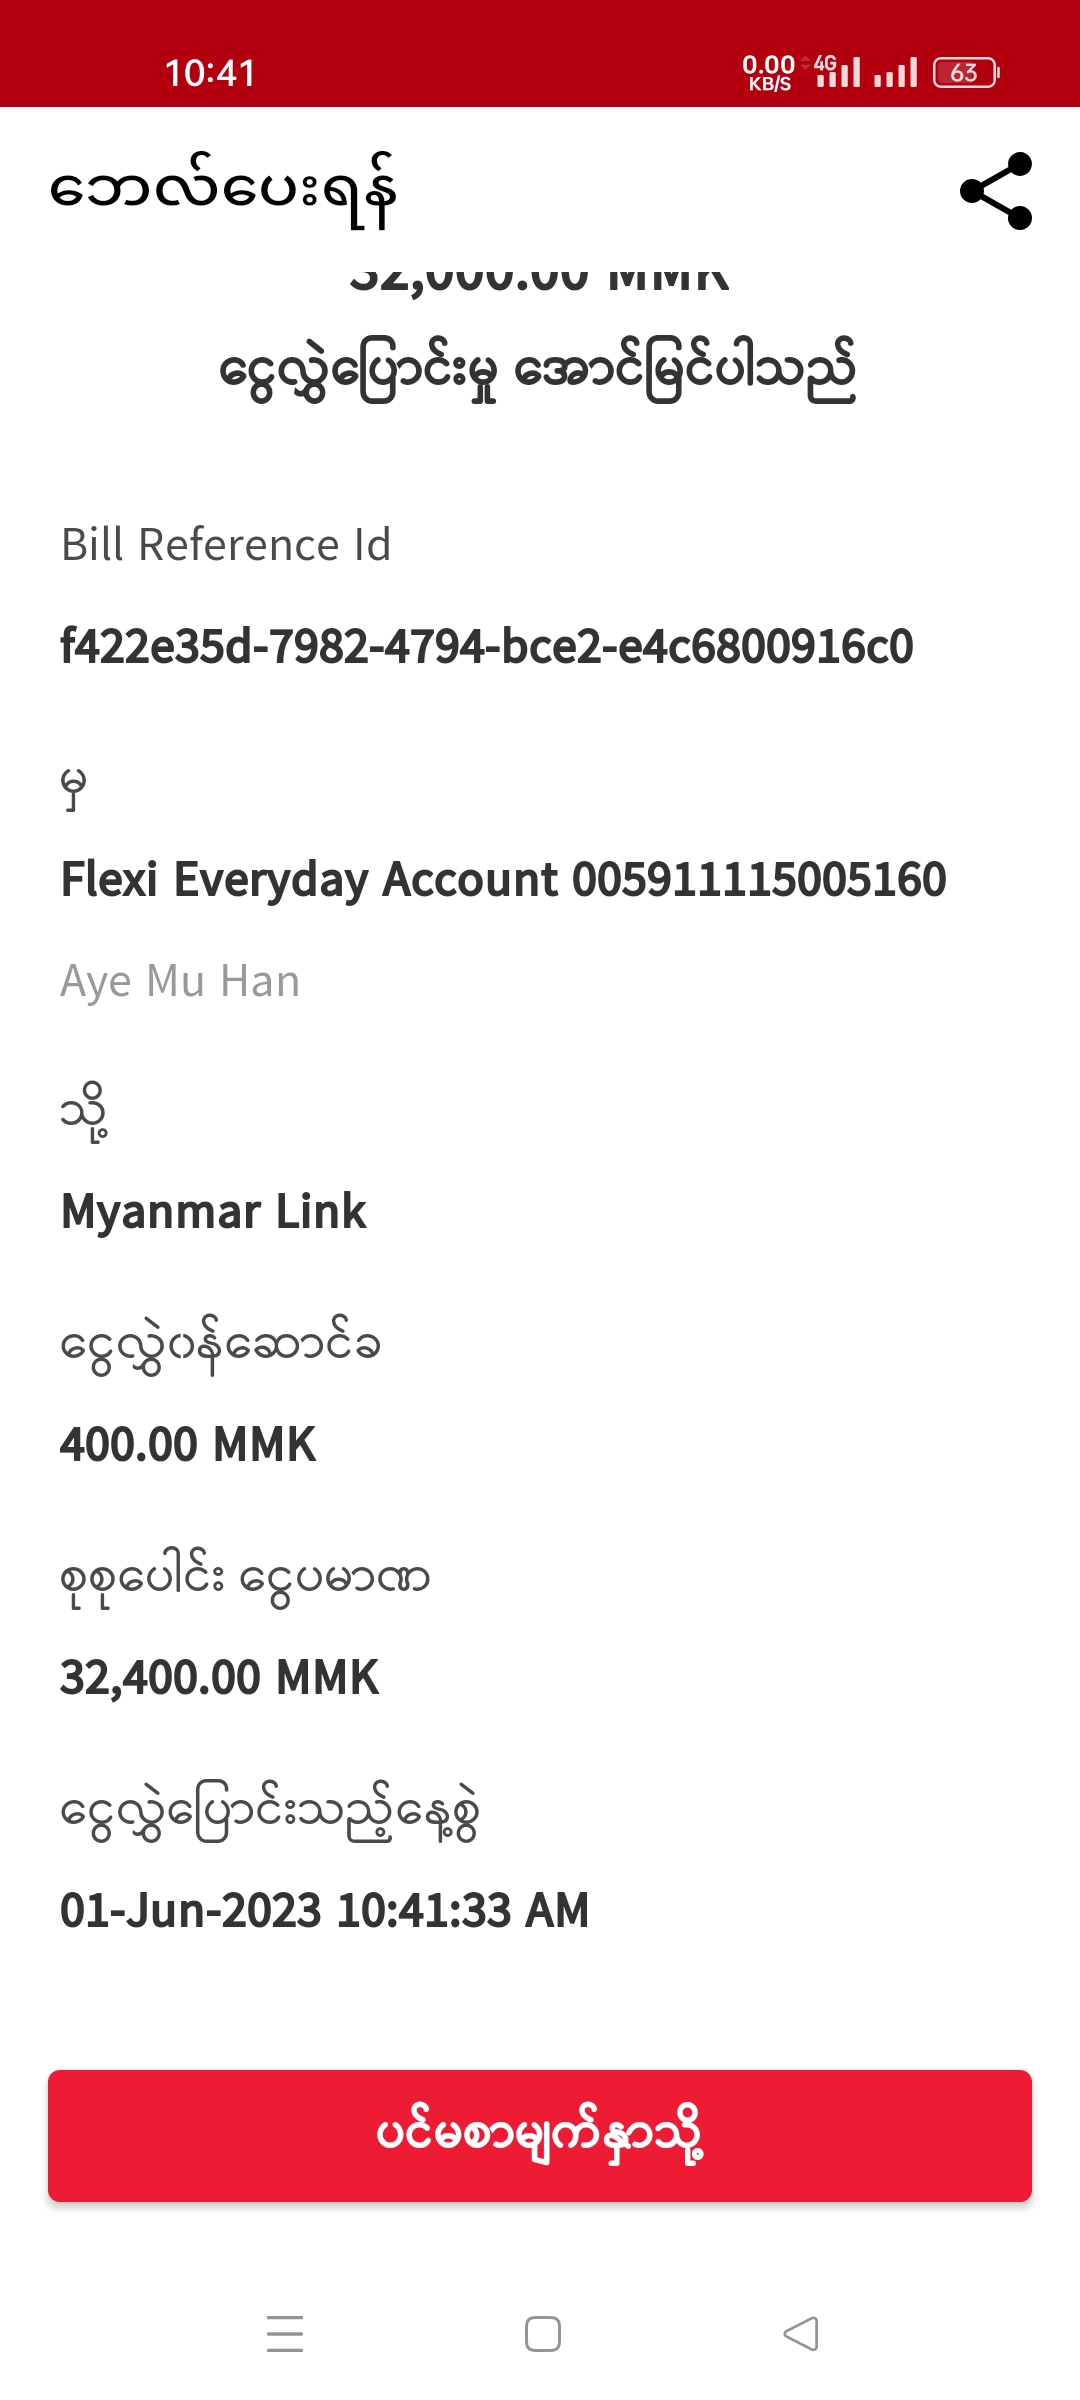 10:41
0.00 KB/S 4G 63
ဘေလ်ပေးရန်
32,000.00 MMK
ငွေလွှဲပြောင်းမှု အောင်မြင်ပါသည်
Bill Reference Id
f422e35d-7982-4794-bce2-e4c6800916c0
မှ
Flexi Everyday Account 005911115005160
Aye Mu Han
သို့
Myanmar Link
ငွေလွှဲဝန်ဆောင်ခ
400.00 MMK
စုစုပေါင်း ငွေပမာဏ
32,400.00 MMK
ငွေလွှဲပြောင်းသည့်နေ့စွဲ
01-Jun-2023 10:41:33 AM
ပင်မစာမျက်နှာသို့